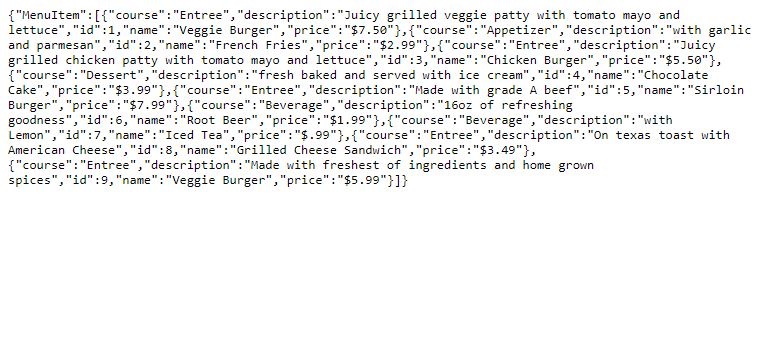 {"MenuItem":[{"course":"Entree","description":"Juicy grilled veggie patty with tomato mayo and
lettuce","id":1,"name":"Veggie Burger","price":"$7.50"},{"course":"Appetizer","description":"with garlic
and parmesan","id":2,"name":"French Fries","price":"$2.99"},{"course":"Entree","description":"Juicy
grilled chicken patty with tomato mayo and lettuce","id":3,"name":"Chicken Burger","price":"$5.50"},
{"course":"Dessert","description":"fresh baked and served with ice cream","id":4,"name":"Chocolate
Cake","price":"$3.99"},{"course":"Entree","description":"Made with grade A beef","id":5,"name":"Sirloin
Burger","price":"$7.99"},{"course":"Beverage","description":"16oz of refreshing
goodness","id":6,"name":"Root Beer","price":"$1.99"},{"course":"Beverage","description":"with
Lemon","id":7,"name":"Iced Tea","price":"$.99"},{"course":"Entree","description":"On texas toast with
American Cheese","id":8,"name":"Grilled Cheese Sandwich","price":"$3.49"},
{"course":"Entree","description":"Made with freshest of ingredients and home grown
spices","id":9,"name":"Veggie Burger","price":"$5.99"}]}